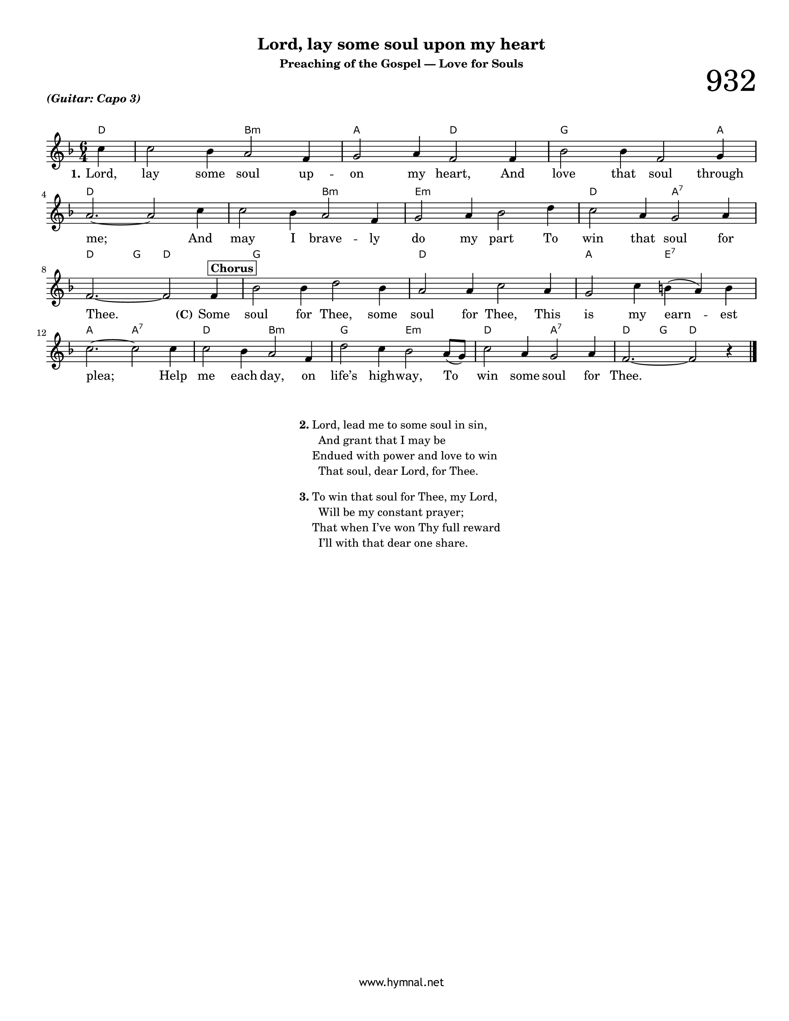 Lord, lay some soul upon my heart
Preaching of the Gospel — Love for Souls
932
(Guitar: Capo 3)
D Bm A D G A
6
4
1. Lord, lay some soul up - on my heart, And love that soul through
4
D Bm Em D A7
me; And may I brave - ly do my part To win that soul for
8
D G D G D A E7
Chorus
Thee. (C) Some soul for Thee, some soul for Thee, This is my earn - est
12
A A7 D Bm G Em D A7 D G D
plea; Help me each day, on life's highway, To win some soul for Thee.
2. Lord, lead me to some soul in sin,
And grant that I may be
Endued with power and love to win
That soul, dear Lord, for Thee.
3. To win that soul for Thee, my Lord,
Will be my constant prayer;
That when I've won Thy full reward
I'll with that dear one share.
www.hymnal.net